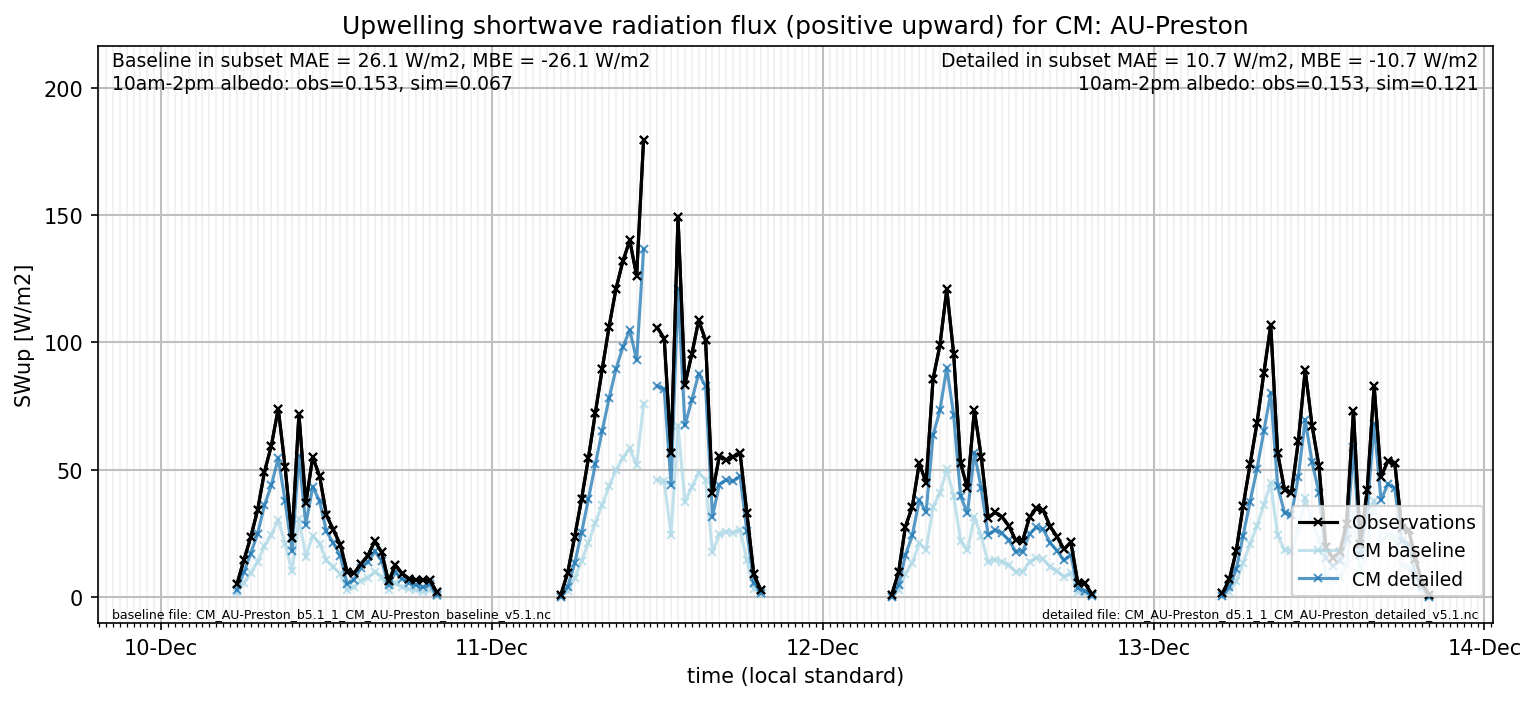 Upwelling shortwave radiation flux (positive upward) for CM: AU-Preston
Baseline in subset MAE = 26.1 W/m2, MBE = -26.1 W/m2
10am-2pm albedo: obs=0.153, sim=0.067
Detailed in subset MAE = 10.7 W/m2, MBE = -10.7 W/m2
10am-2pm albedo: obs=0.153, sim=0.121
SWup [W/m2]
200
150
100
50
0
Observations
CM baseline
CM detailed
baseline file: CM_AU-Preston_b5.1_1_CM_AU-Preston_baseline_v5.1.nc
detailed file: CM_AU-Preston_d5.1_1_CM_AU-Preston_detailed_v5.1.nc
10-Dec
11-Dec
12-Dec
13-Dec
14-Dec
time (local standard)